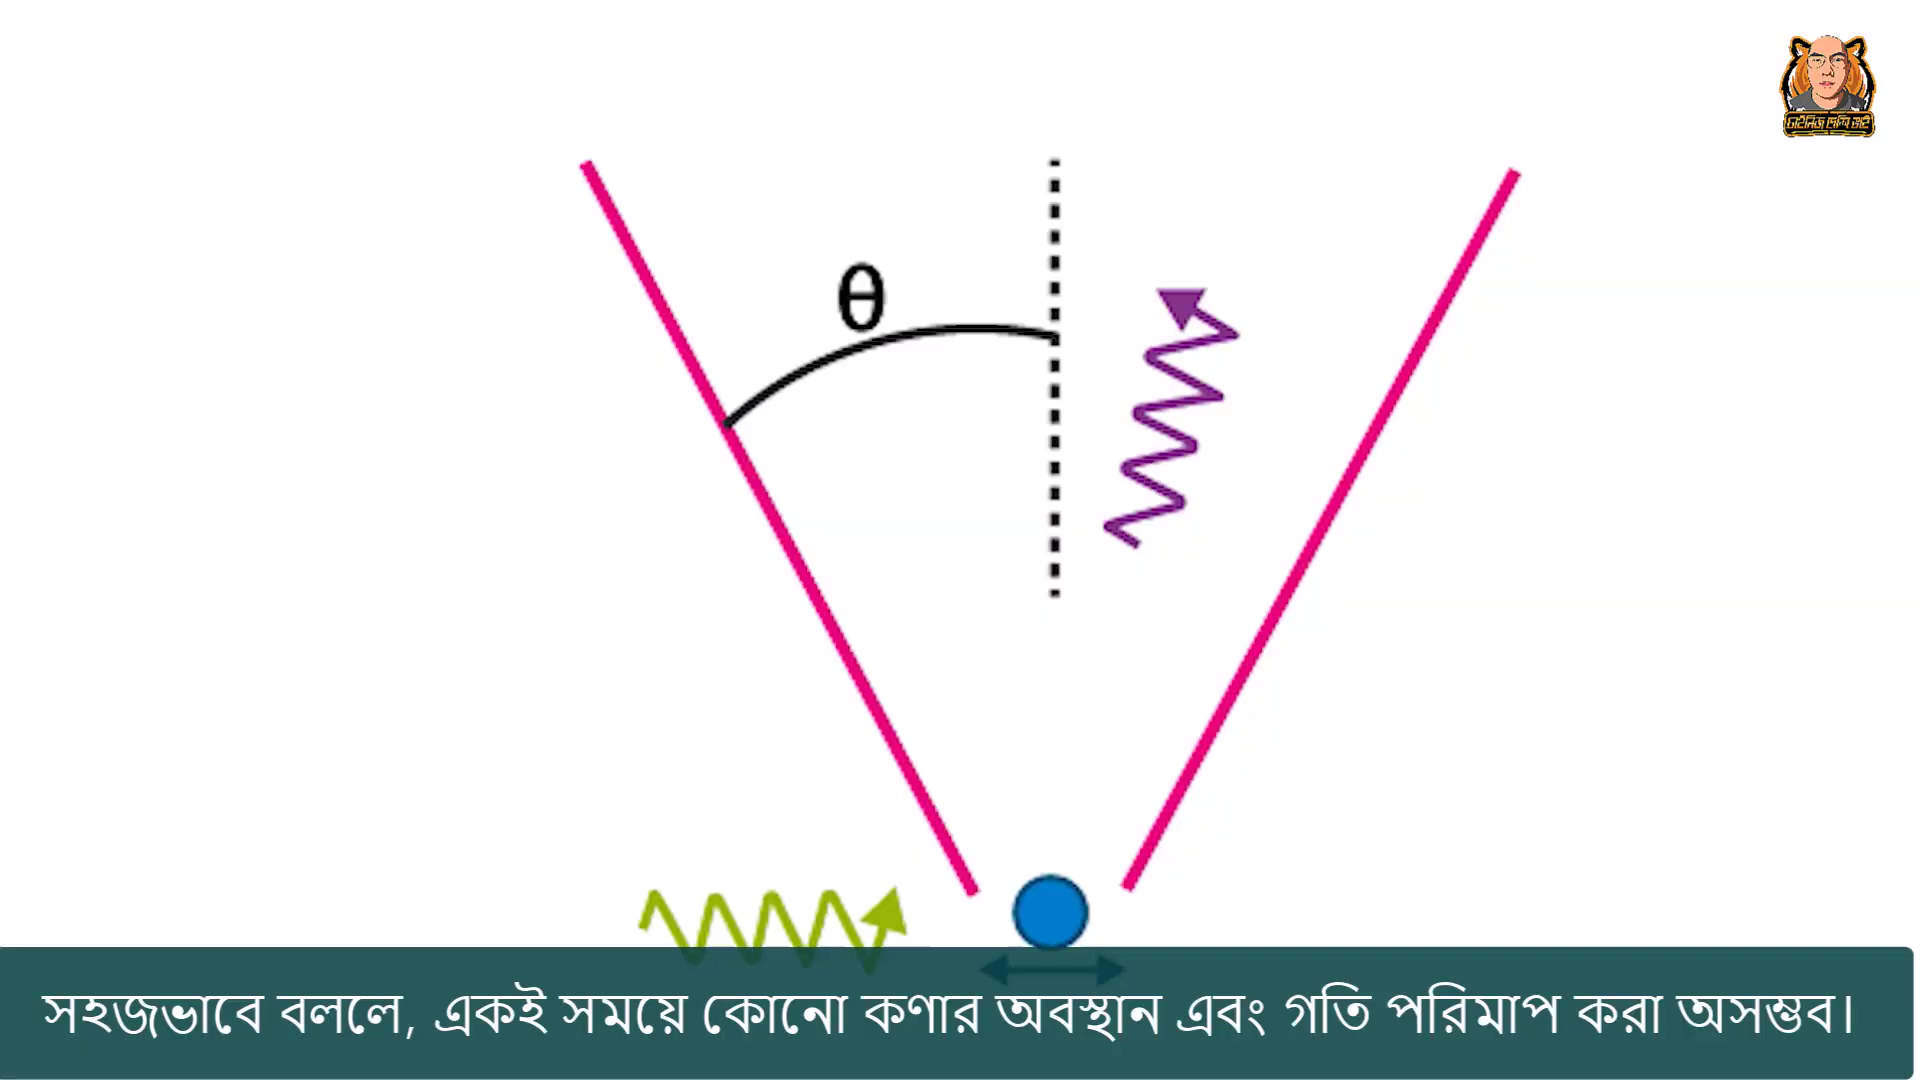 θ
সহজভাবে বললে, একই সময়ে কোনো কণার অবস্থান এবং গতি পরিমাপ করা অসম্ভব।